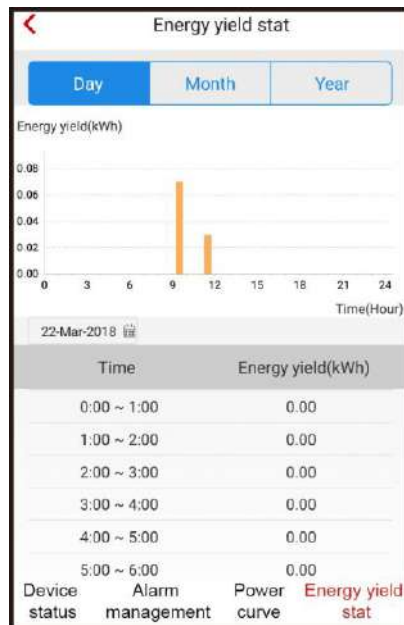 Energy yield stat
Day Month Year
Energy yield(kWh)
0.08
0.06
0.04
0.02
0.00
0 3 6 9 12 15 18 21 24
Time(Hour)
22-Mar-2018
Time Energy yield(kWh)
0:00 ~ 1:00 0.00
1:00 ~ 2:00 0.00
2:00 ~ 3:00 0.00
3:00 ~ 4:00 0.00
4:00 ~ 5:00 0.00
5:00 ~ 6:00 0.00
Device Alarm Power Energy yield
status management curve stat